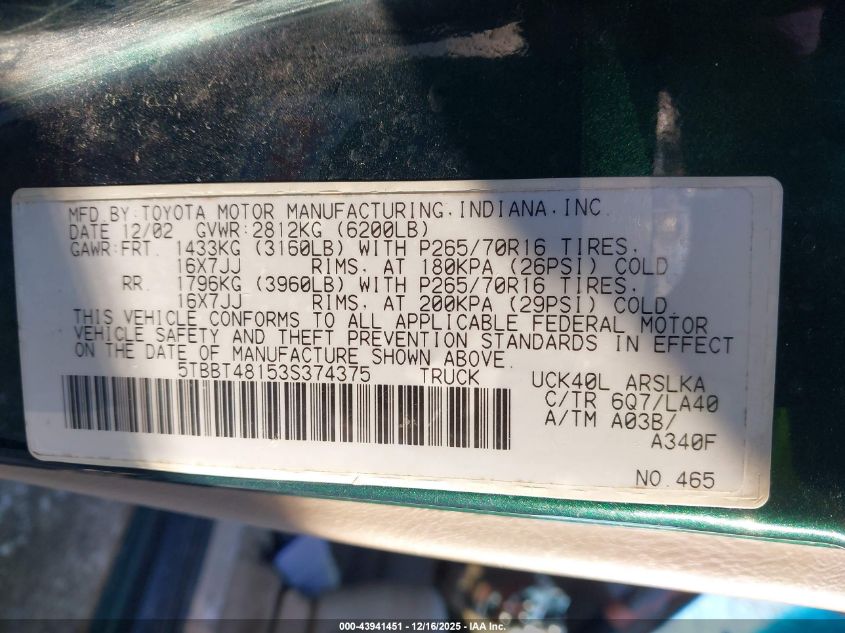 MFD.BY:TOYOTA MOTOR MANUFACTURING.INDIANA.INC.
DATE 12/02 GVWR:2812KG (6200LB)
GAWR:FRT. 1433KG (3160LB) WITH P265/70R16 TIRES.
16X7JJ RIMS. AT 180KPA (26PSI) COLD
RR. 1796KG (3960LB) WITH P265/70R16 TIRES.
16X7JJ RIMS. AT 200KPA (29PSI) COLD.
THIS VEHICLE CONFORMS TO ALL APPLICABLE FEDERAL MOTOR
VEHICLE SAFETY AND THEFT PREVENTION STANDARDS IN EFFECT
ON THE DATE OF MANUFACTURE SHOWN ABOVE.
5TBBT48153S374375 TRUCK UCK40L ARSLKA
C/TR 6Q7/LA40
A/TM A03B/
A340F
NO.465
000-43941451 - 12/16/2025 - IAA Inc.